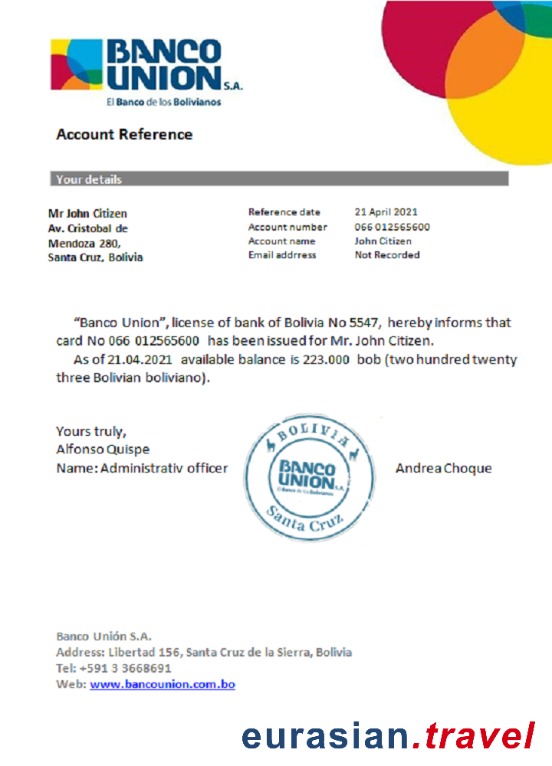 BANCO
UNION S.A.
El Banco de los Bolivianos
Account Reference
Your details
Mr John Citizen
Av. Cristobal de
Mendoza 280,
Santa Cruz, Bolivia
Reference date 21 April 2021
Account number 066 012565600
Account name John Citizen
Email addrress Not Recorded
“Banco Union”, license of bank of Bolivia No 5547, hereby informs that
card No 066 012565600 has been issued for Mr. John Citizen.
As of 21.04.2021 available balance is 223.000 bob (two hundred twenty
three Bolivian boliviano).
Yours truly,
Alfonso Quispe
Name: Administrativ officer
BOLIVIA
BANCO
UNION S.A.
El Banco de los Bolivianos
Santa Cruz
Andrea Choque
Banco Unión S.A.
Address: Libertad 156, Santa Cruz de la Sierra, Bolivia
Tel: +591 3 3668691
Web: www.bancounion.com.bo
eurasian.travel